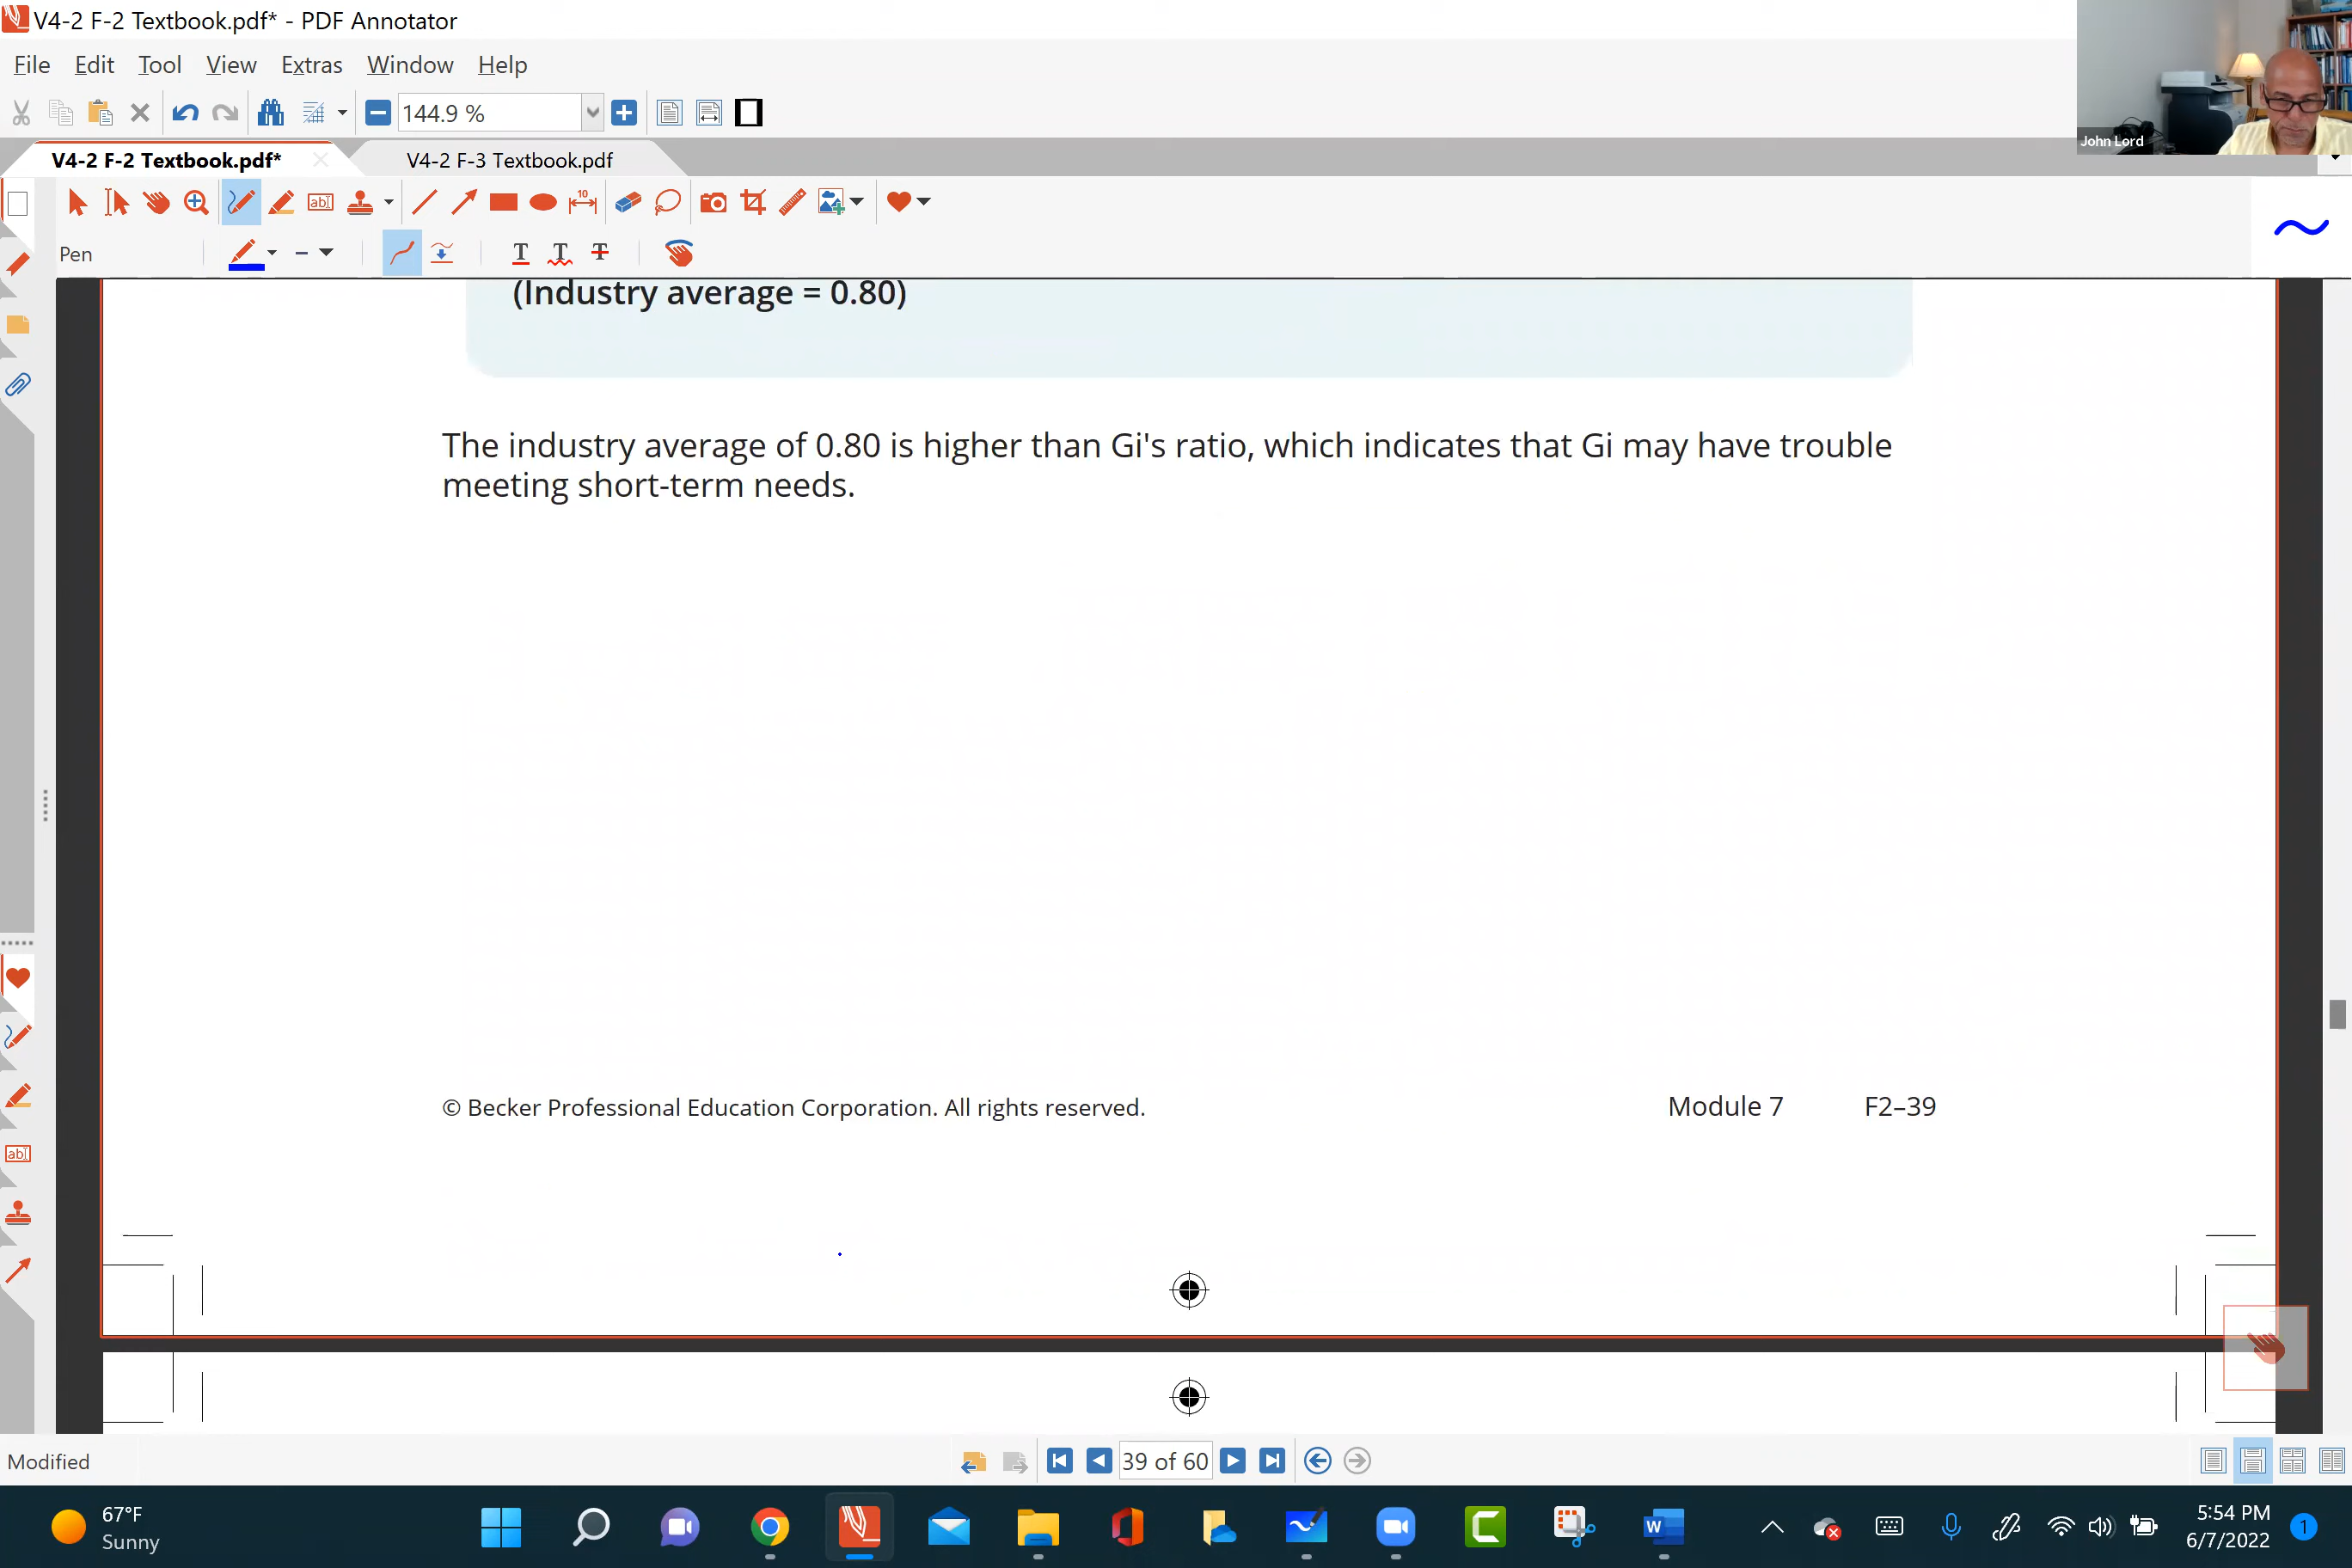 V4-2 F-2 Textbook.pdf* - PDF Annotator
File Edit Tool View Extras Window Help
144.9 %
John Lord
V4-2 F-2 Textbook.pdf* V4-2 F-3 Textbook.pdf
ab 10
Pen T T T
(Industry average = 0.80)
The industry average of 0.80 is higher than Gi's ratio, which indicates that Gi may have trouble
meeting short-term needs.
© Becker Professional Education Corporation. All rights reserved. Module 7 F2–39
ab
Modified 39 of 60
67°F
Sunny
W
5:54 PM
6/7/2022
1